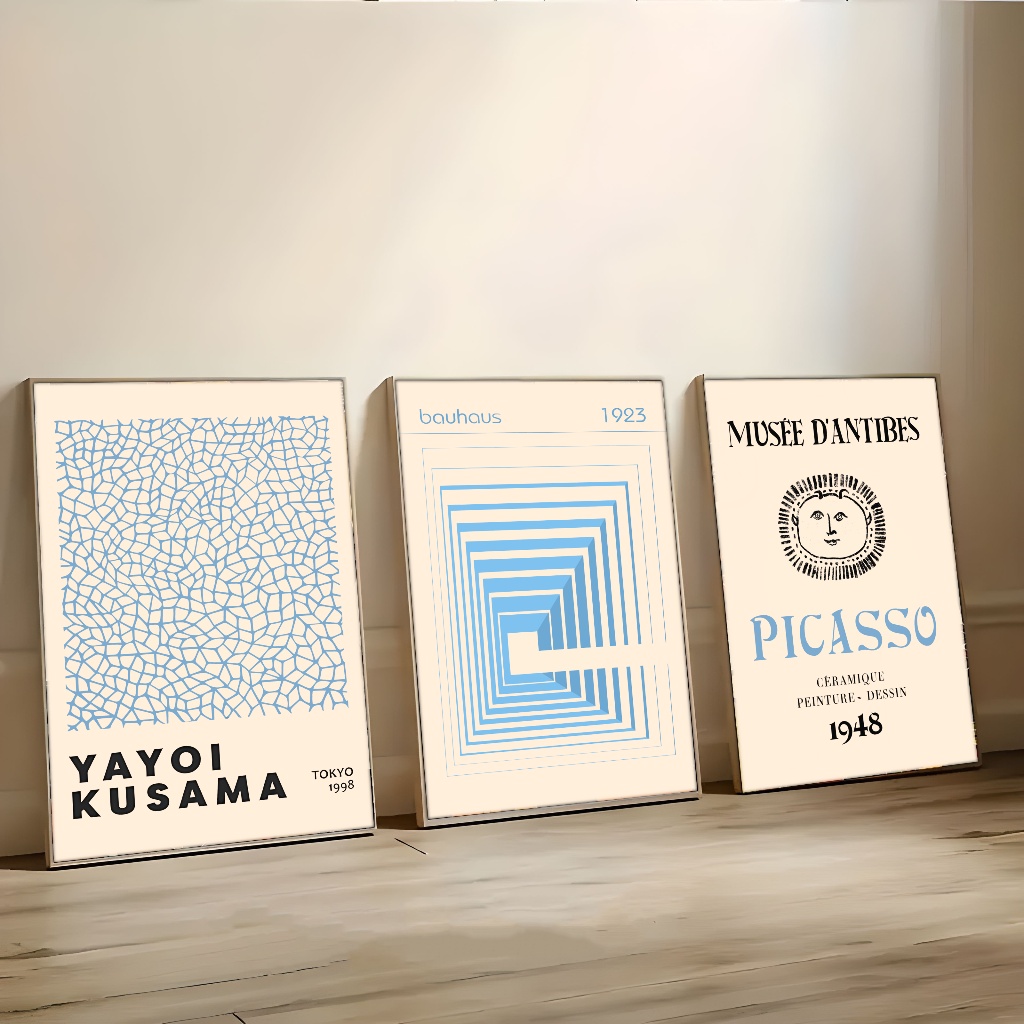 YAYOI
KUSAMA
TOKYO
1998
bauhaus 1923
MUSÉE D'ANTIBES
PICASSO
CÉRAMIQUE
PEINTURE - DESSIN
1948